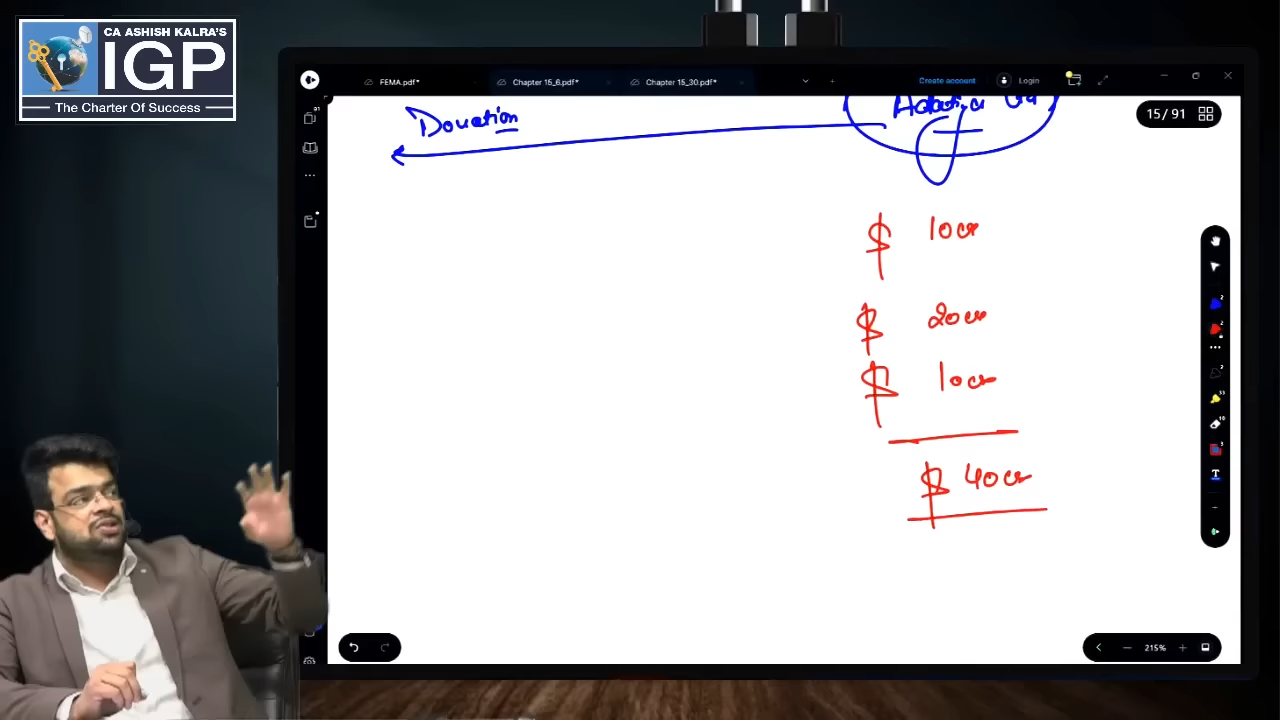 CA ASHISH KALRA'S
IGP
The Charter Of Success
FEMA.pdf*
Chapter 15_6.pdf*
Chapter 15_30.pdf*
Create account
Login
15/91
Donation
$ 10cr
$ 20cr
$ 10cr
$ 40cr
215%